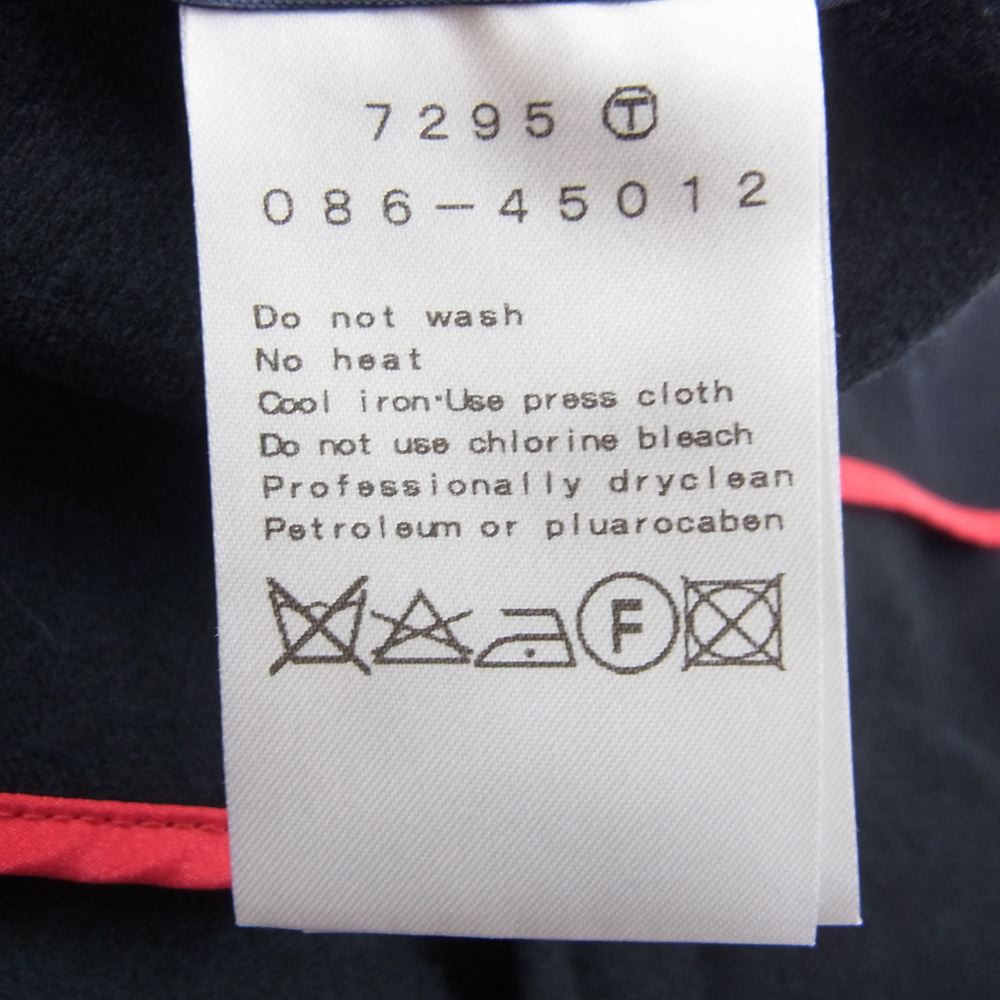 7295 Ⓣ
086-45012
Do not wash
No heat
Cool iron·Use press cloth
Do not use chlorine bleach
Professionally dryclean
Petroleum or pluarocaben
F